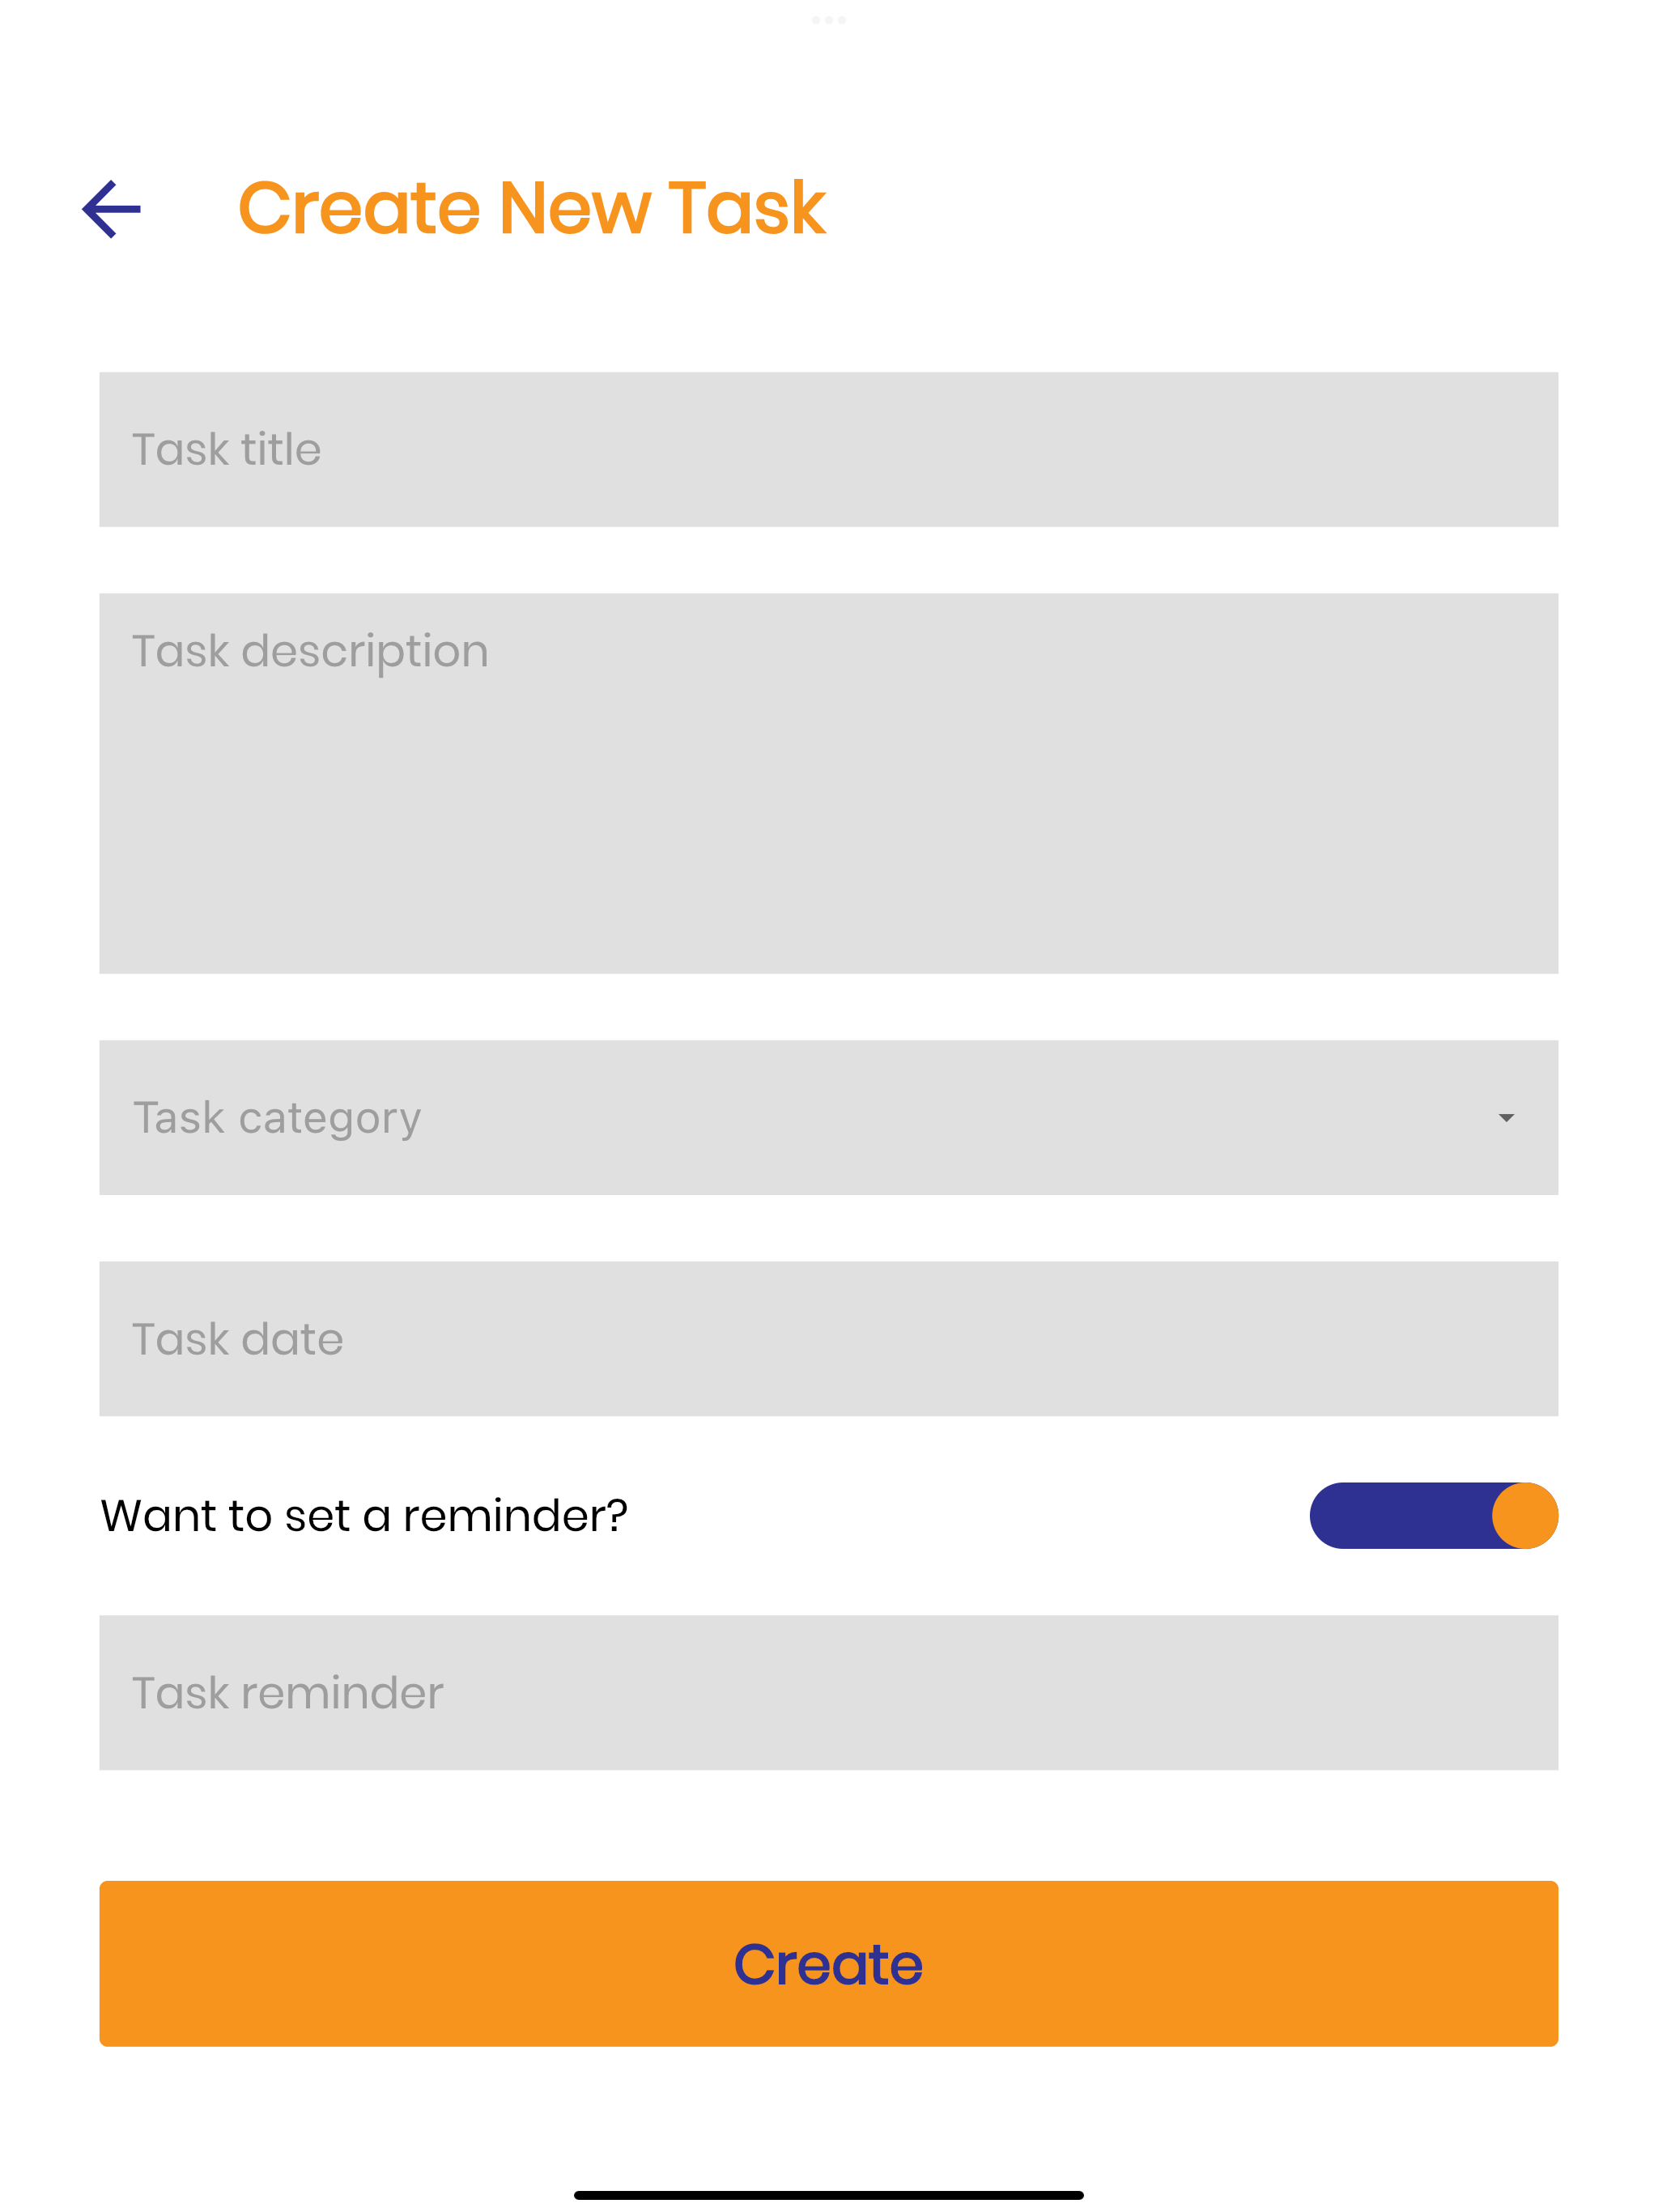 Create New Task
Task title
Task description
Task category
Task date
Want to set a reminder?
Task reminder
Create